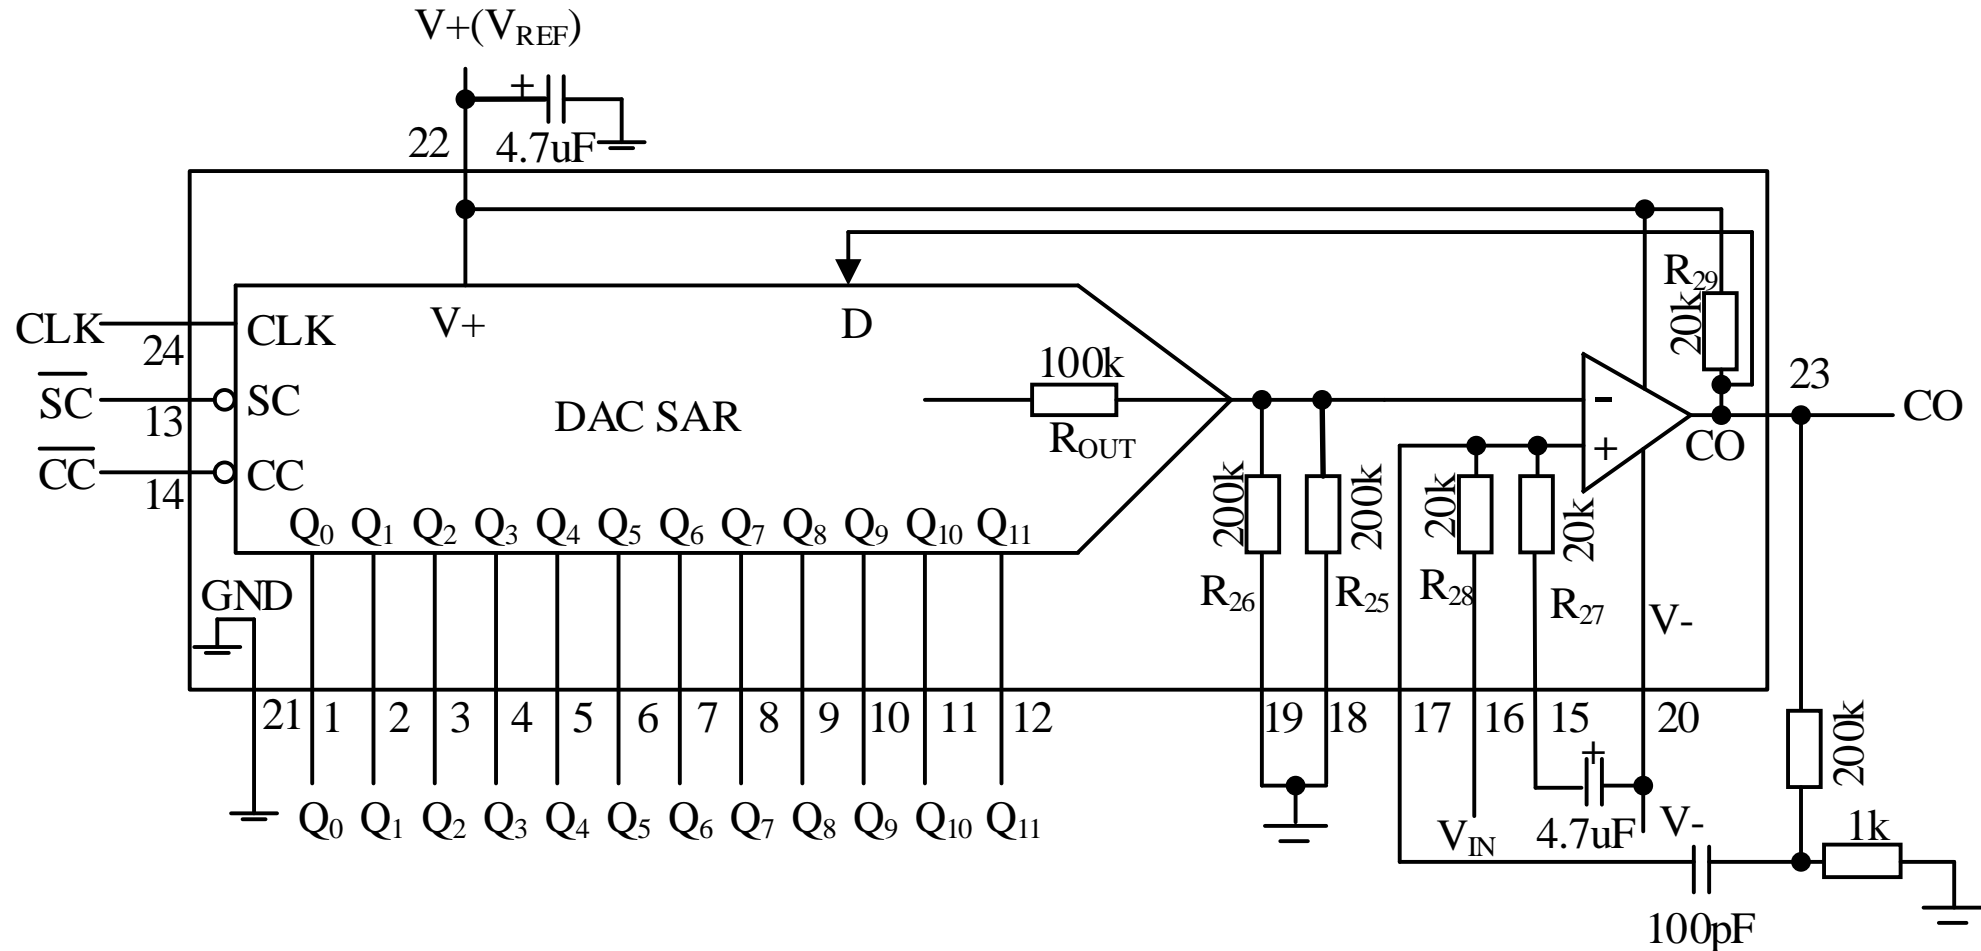 V+(V_REF)
+
22
4.7uF
R29
20k
CLK
24
CLK
V+
D
100k
23
SC
13
SC
DAC SAR
R_OUT
-
+
CO
CO
CC
14
CC
200k
200k
20k
20k
Q0 Q1 Q2 Q3 Q4 Q5 Q6 Q7 Q8 Q9 Q10 Q11
GND
R26
R25
R28
R27
V-
21 1 2 3 4 5 6 7 8 9 10 11 12
19 18 17 16 15 20
200k
+
Q0 Q1 Q2 Q3 Q4 Q5 Q6 Q7 Q8 Q9 Q10 Q11
V_IN
4.7uF
V-
1k
100pF